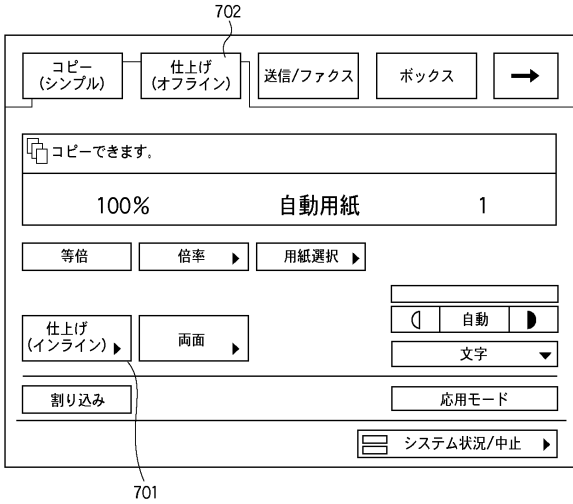 702
コピー
(シンプル)
仕上げ
(オフライン)
送信/ファクス
ボックス
コピーできます。
100%
自動用紙
1
等倍
倍率
用紙選択
仕上げ
(インライン)
両面
自動
文字
割り込み
応用モード
システム状況/中止
701